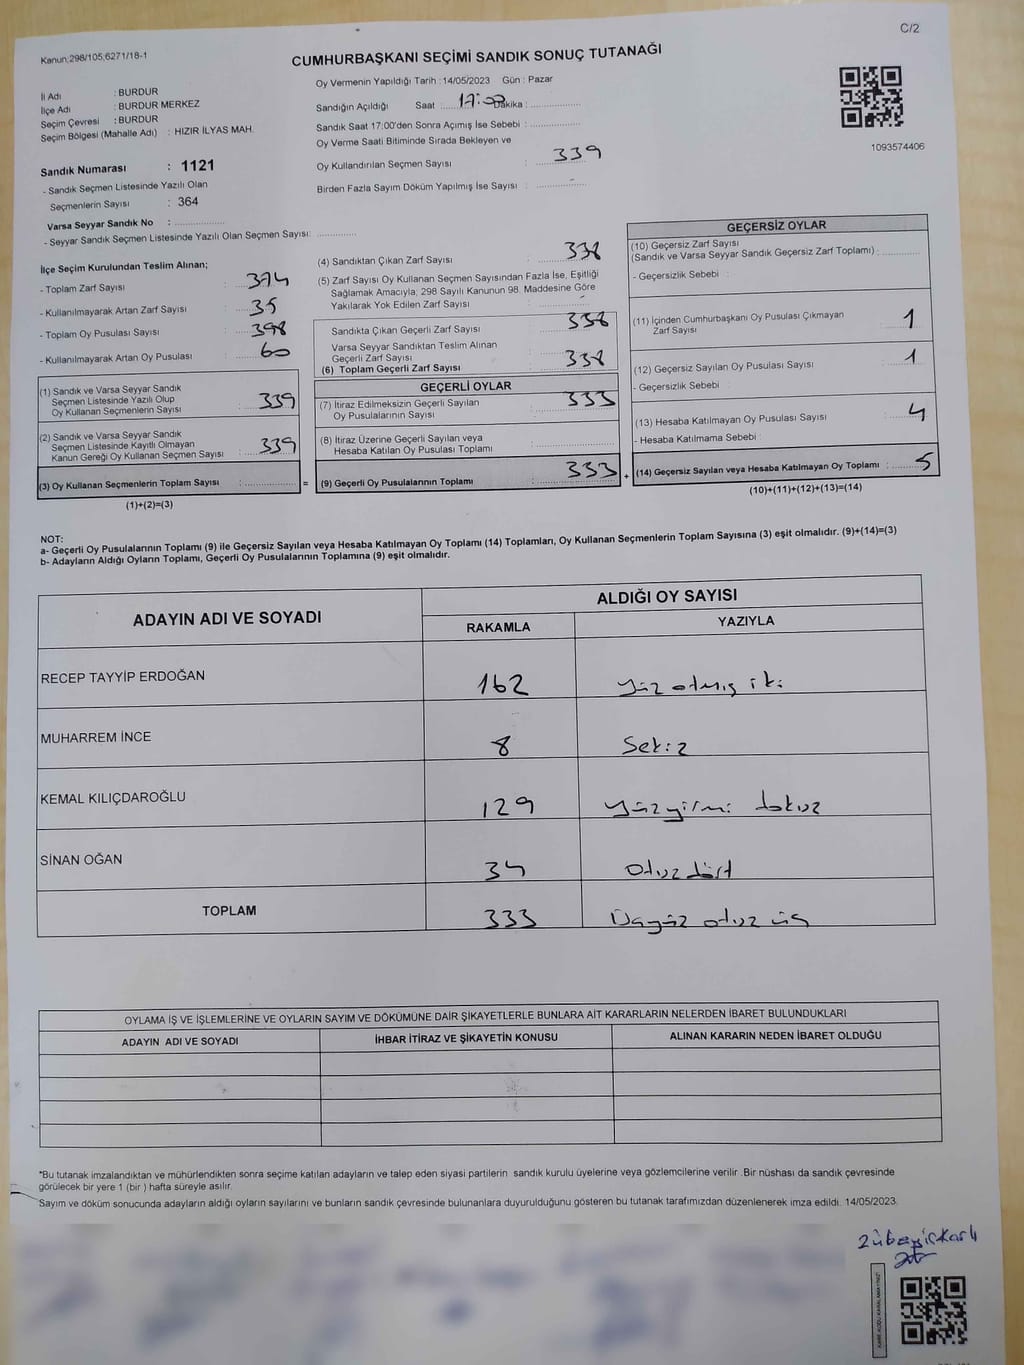 C/2
Kanun:298/105;6271/18-1
CUMHURBAŞKANI SEÇİMİ SANDIK SONUÇ TUTANAĞI
İli Adı : BURDUR
İlçe Adı : BURDUR MERKEZ
Seçim Çevresi : BURDUR
Seçim Bölgesi (Mahalle Adı) : HIZIR İLYAS MAH.
Sandık Numarası : 1121
- Sandık Seçmen Listesinde Yazılı Olan
Seçmenlerin Sayısı : 364
Varsa Seyyar Sandık No : ...............
- Seyyar Sandık Seçmen Listesinde Yazılı Olan Seçmen Sayısı: ............
Oy Vermenin Yapıldığı Tarih :14/05/2023 Gün : Pazar
Sandığın Açıldığı Saat 17:00 Dakika : ...............
Sandık Saat 17:00'den Sonra Açımış İse Sebebi : ...............
Oy Verme Saati Bitiminde Sırada Bekleyen ve
Oy Kullandırılan Seçmen Sayısı : 339
Birden Fazla Sayım Döküm Yapılmış İse Sayısı : ...............
1093574406
İlçe Seçim Kurulundan Teslim Alınan;
- Toplam Zarf Sayısı : 374
- Kullanılmayarak Artan Zarf Sayısı : 35
- Toplam Oy Pusulası Sayısı : 398
- Kullanılmayarak Artan Oy Pusulası : 60
(1) Sandık ve Varsa Seyyar Sandık
Seçmen Listesinde Yazılı Olup
Oy Kullanan Seçmenlerin Sayısı : 339
(2) Sandık ve Varsa Seyyar Sandık
Seçmen Listesinde Kayıtlı Olmayan
Kanun Gereği Oy Kullanan Seçmen Sayısı : 339
(3) Oy Kullanan Seçmenlerin Toplam Sayısı : ...............
(1)+(2)=(3)
=
(4) Sandıktan Çıkan Zarf Sayısı : 338
(5) Zarf Sayısı Oy Kullanan Seçmen Sayısından Fazla İse, Eşitliği
Sağlamak Amacıyla; 298 Sayılı Kanunun 98. Maddesine Göre
Yakılarak Yok Edilen Zarf Sayısı : ...............
Sandıkta Çıkan Geçerli Zarf Sayısı : 338
Varsa Seyyar Sandıktan Teslim Alınan
Geçerli Zarf Sayısı
(6) Toplam Geçerli Zarf Sayısı : 338
GEÇERLİ OYLAR
(7) İtiraz Edilmeksizin Geçerli Sayılan
Oy Pusulalarının Sayısı : 333
(8) İtiraz Üzerine Geçerli Sayılan veya
Hesaba Katılan Oy Pusulası Toplamı : ...............
(9) Geçerli Oy Pusulalarının Toplamı : 333
+
GEÇERSİZ OYLAR
(10) Geçersiz Zarf Sayısı
(Sandık ve Varsa Seyyar Sandık Geçersiz Zarf Toplamı) : ............
- Geçersizlik Sebebi :
(11) İçinden Cumhurbaşkanı Oy Pusulası Çıkmayan
Zarf Sayısı : 1
(12) Geçersiz Sayılan Oy Pusulası Sayısı : 1
- Geçersizlik Sebebi :
(13) Hesaba Katılmayan Oy Pusulası Sayısı : 4
- Hesaba Katılmama Sebebi :
(14) Geçersiz Sayılan veya Hesaba Katılmayan Oy Toplamı : 5
(10)+(11)+(12)+(13)=(14)
NOT:
a- Geçerli Oy Pusulalarının Toplamı (9) ile Geçersiz Sayılan veya Hesaba Katılmayan Oy Toplamı (14) Toplamları, Oy Kullanan Seçmenlerin Toplam Sayısına (3) eşit olmalıdır. (9)+(14)=(3)
b- Adayların Aldığı Oyların Toplamı, Geçerli Oy Pusulalarının Toplamına (9) eşit olmalıdır.
ADAYIN ADI VE SOYADI
ALDIĞI OY SAYISI
RAKAMLA YAZIYLA
RECEP TAYYİP ERDOĞAN 162 yüz atmış iki
MUHARREM İNCE 8 Sekiz
KEMAL KILIÇDAROĞLU 129 Yüz yirmi dokuz
SİNAN OĞAN 34 Otuz dört
TOPLAM 333 Üçyüz otuz üç
OYLAMA İŞ VE İŞLEMLERİNE VE OYLARIN SAYIM VE DÖKÜMÜNE DAİR ŞİKAYETLERLE BUNLARA AİT KARARLARIN NELERDEN İBARET BULUNDUKLARI
ADAYIN ADI VE SOYADI İHBAR İTİRAZ VE ŞİKAYETİN KONUSU ALINAN KARARIN NEDEN İBARET OLDUĞU
*Bu tutanak imzalandıktan ve mühürlendikten sonra seçime katılan adayların ve talep eden siyasi partilerin sandık kurulu üyelerine veya gözlemcilerine verilir .Bir nüshası da sandık çevresinde
görülecek bir yere 1 (bir ) hafta süreyle asılır.
Sayım ve döküm sonucunda adayların aldığı oyların sayılarını ve bunların sandık çevresinde bulunanlara duyurulduğunu gösteren bu tutanak tarafımızdan düzenlenerek imza edildi. 14/05/2023